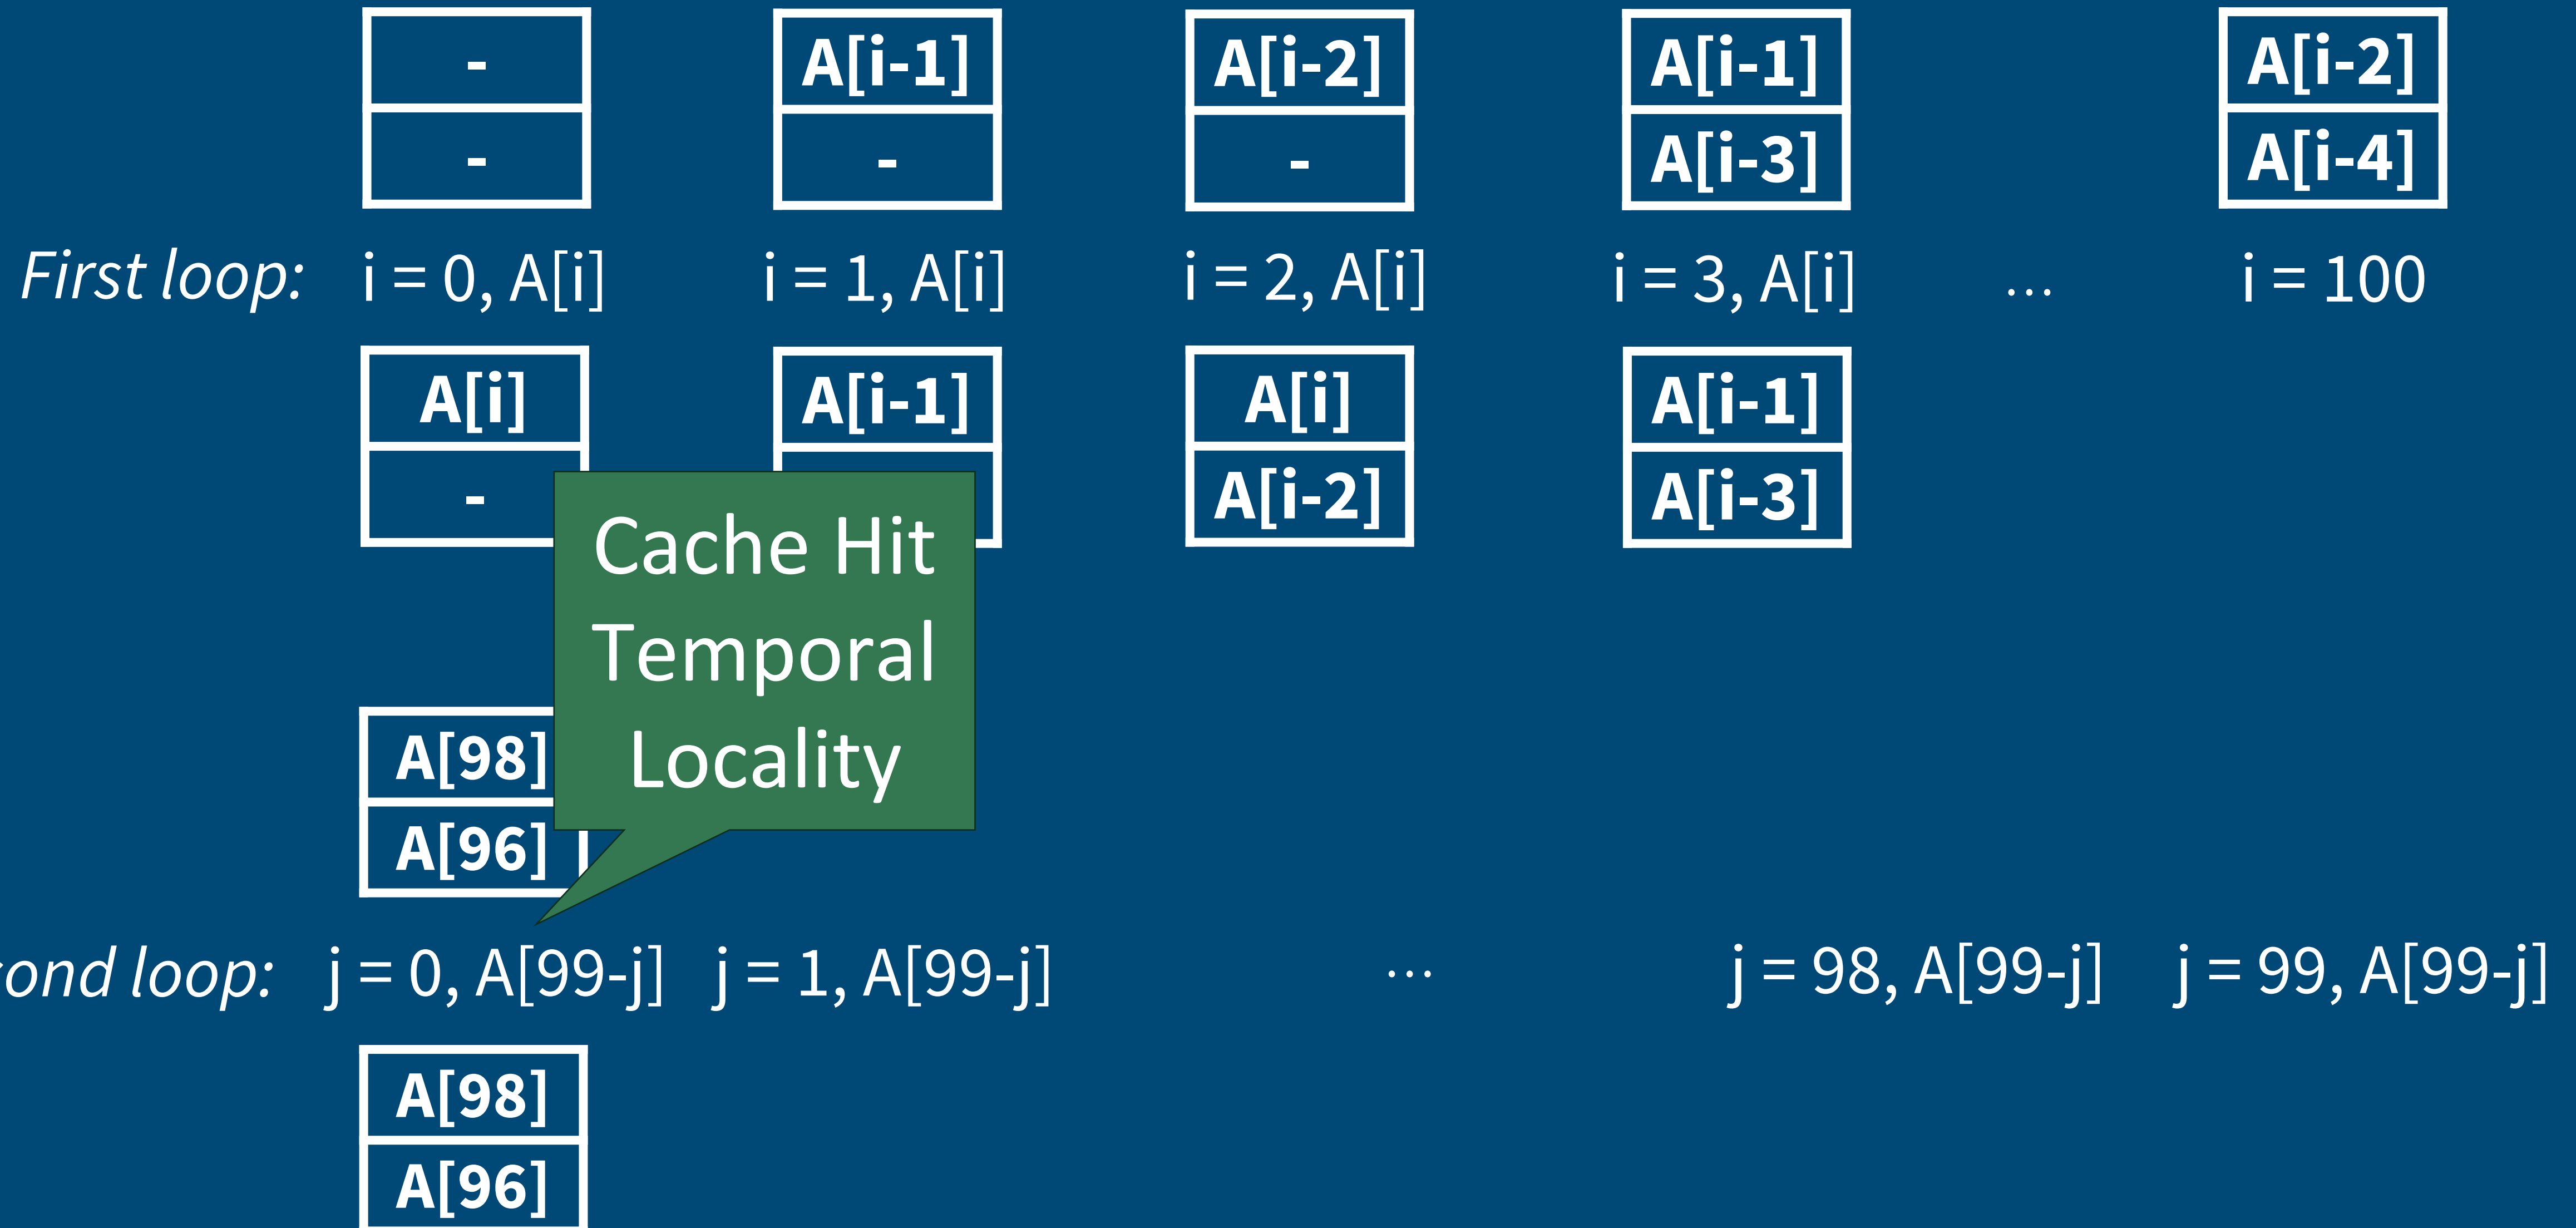 -
A[i-1]
A[i-2]
A[i-1]
A[i-2]
-
-
-
A[i-3]
A[i-4]
First loop: i = 0, A[i] i = 1, A[i] i = 2, A[i] i = 3, A[i] ... i = 100
A[i]
A[i-1]
A[i]
A[i-1]
-
A[i-2]
A[i-3]
Cache Hit
Temporal
Locality
A[98]
A[96]
ond loop: j = 0, A[99-j] j = 1, A[99-j] ... j = 98, A[99-j] j = 99, A[99-j]
A[98]
A[96]